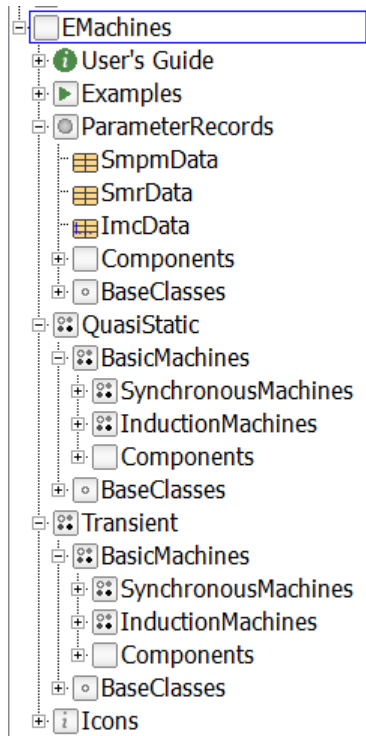 EMachines
User's Guide
Examples
ParameterRecords
SmpmData
SmrData
ImcData
Components
BaseClasses
QuasiStatic
BasicMachines
SynchronousMachines
InductionMachines
Components
BaseClasses
Transient
BasicMachines
SynchronousMachines
InductionMachines
Components
BaseClasses
Icons